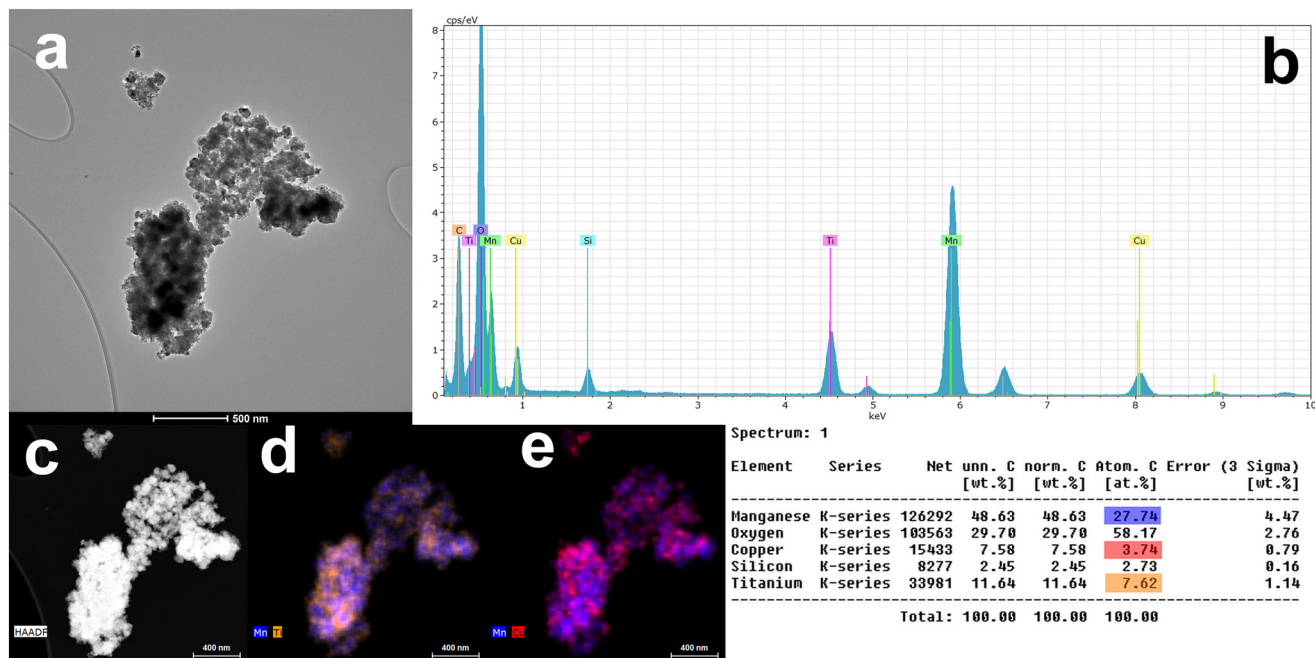 a
500 nm
b
cps/eV
8
7
6
5
4
3
2
1
0
C
O
Ti
Mn
Cu
Si
Ti
Mn
Cu
1 2 3 4 5 6 7 8 9 10
keV
c
HAADF
400 nm
d
Mn Ti
400 nm
e
Mn Cu
400 nm
Spectrum: 1
Element Series Net unn. C norm. C Atom. C Error (3 Sigma)
[wt.%] [wt.%] [at.%] [wt.%]
Manganese K-series 126292 48.63 48.63 27.74 4.47
Oxygen K-series 103563 29.70 29.70 58.17 2.76
Copper K-series 15433 7.58 7.58 3.74 0.79
Silicon K-series 8277 2.45 2.45 2.73 0.16
Titanium K-series 33981 11.64 11.64 7.62 1.14
Total: 100.00 100.00 100.00